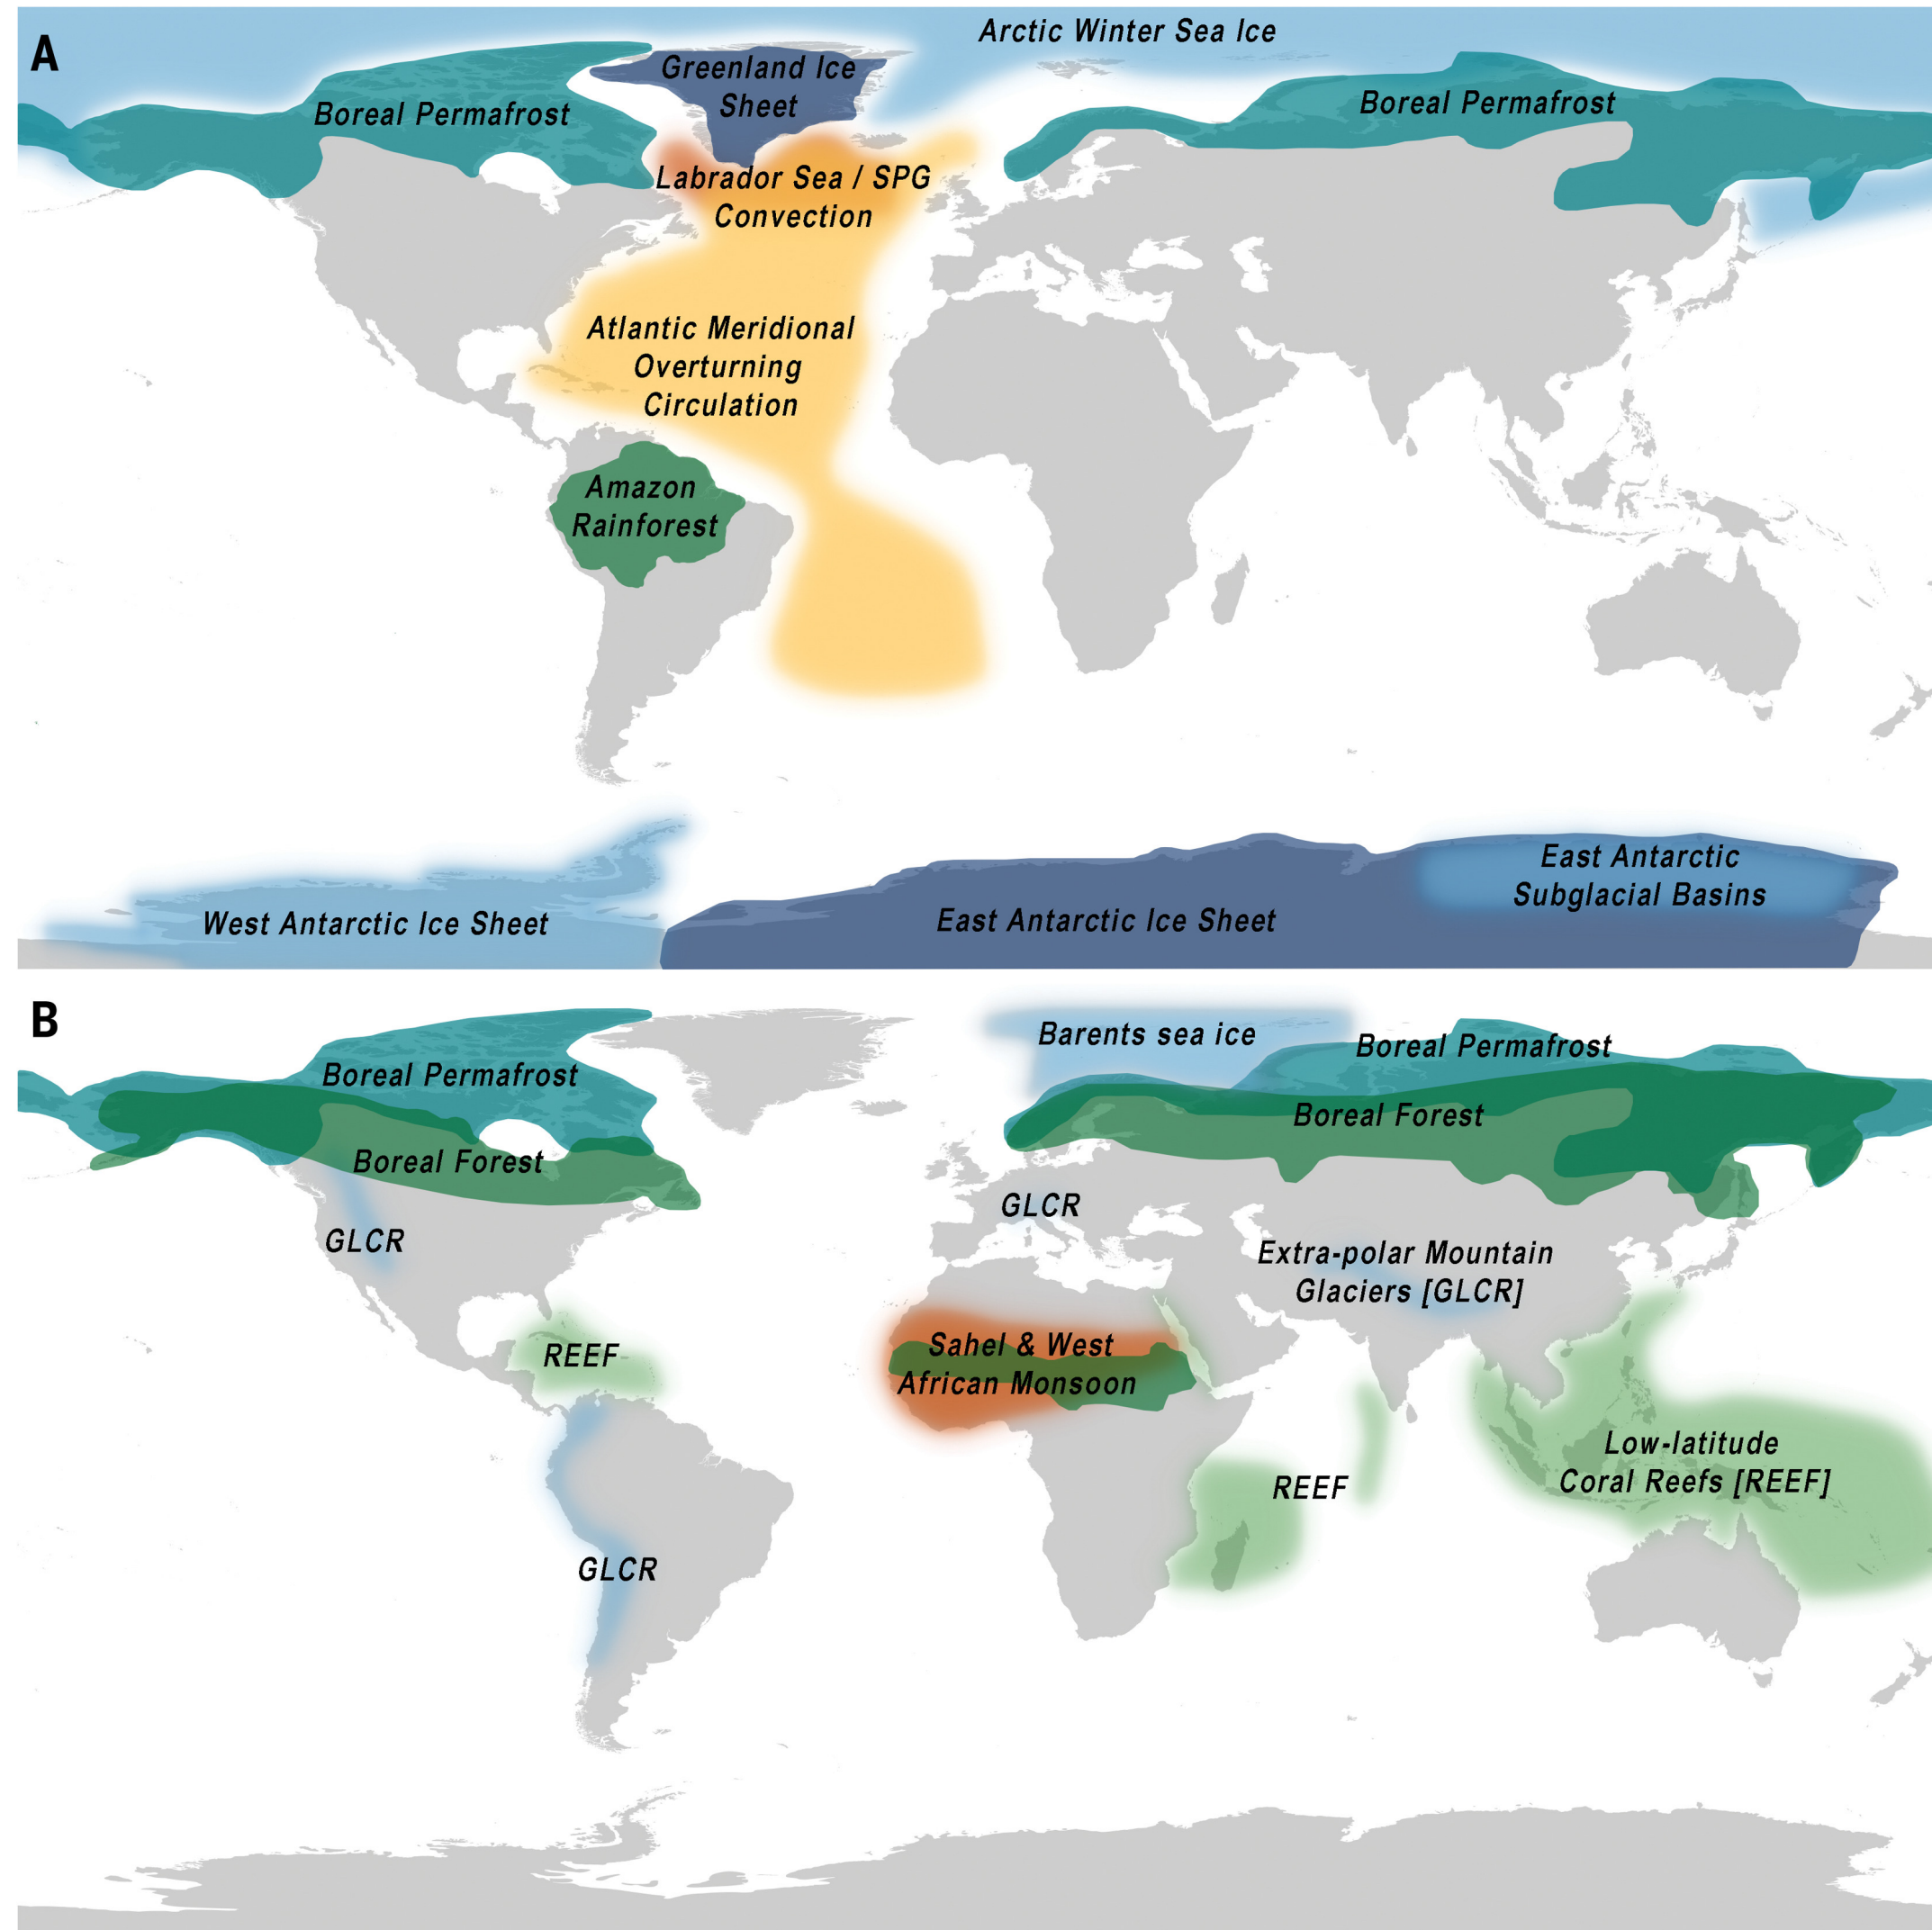 A
Arctic Winter Sea Ice
Greenland Ice
Sheet
Boreal Permafrost
Boreal Permafrost
Labrador Sea / SPG
Convection
Atlantic Meridional
Overturning
Circulation
Amazon
Rainforest
East Antarctic
Subglacial Basins
West Antarctic Ice Sheet
East Antarctic Ice Sheet
B
Barents sea ice
Boreal Permafrost
Boreal Permafrost
Boreal Forest
Boreal Forest
GLCR
GLCR
Extra-polar Mountain
Glaciers [GLCR]
REEF
Sahel & West
African Monsoon
Low-latitude
Coral Reefs [REEF]
REEF
GLCR